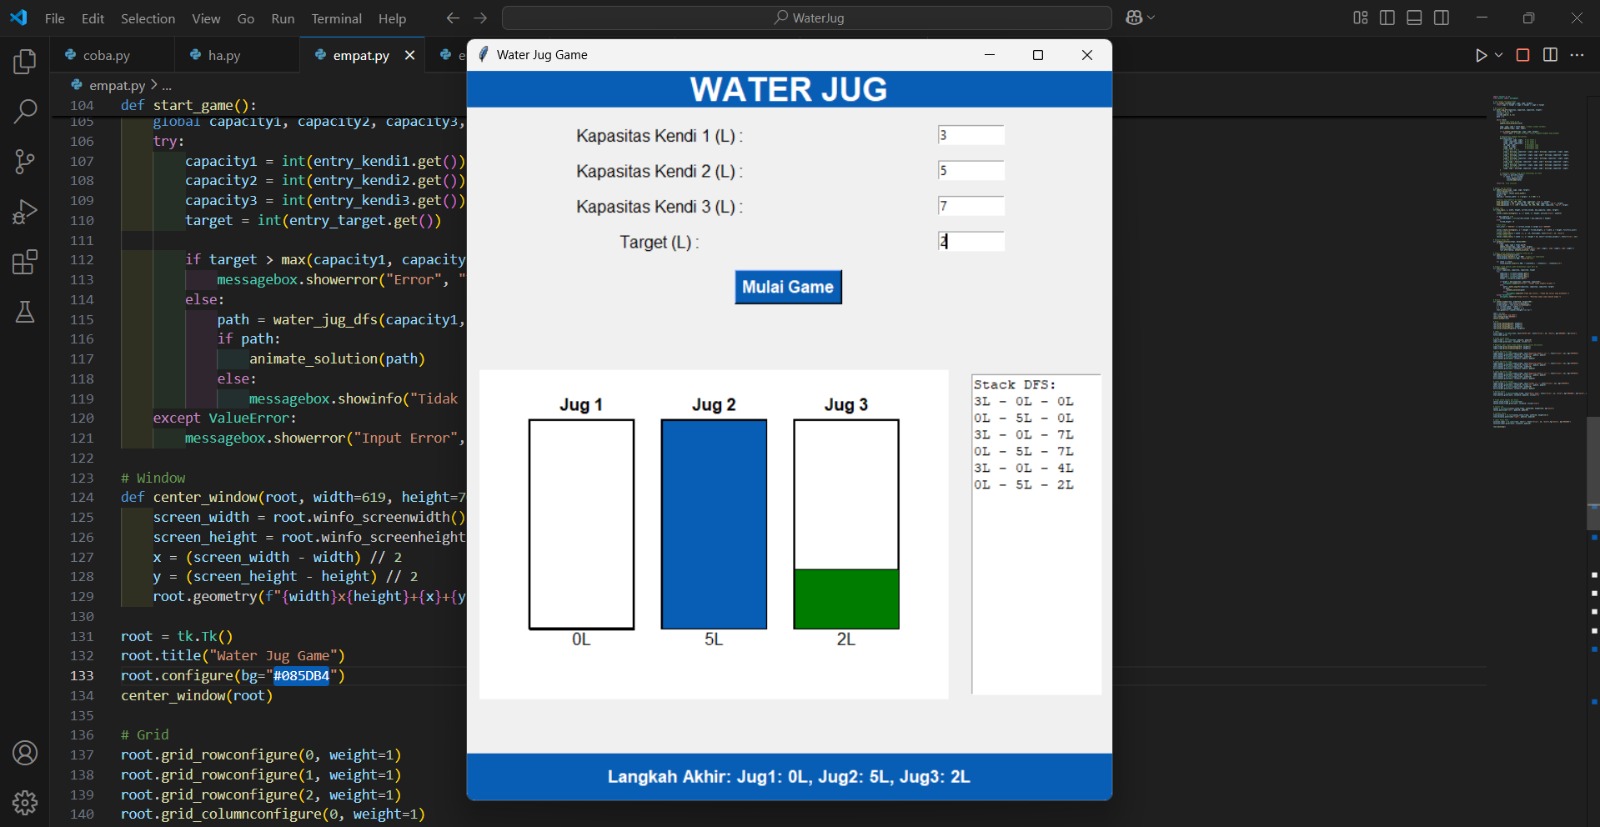 File Edit Selection View Go Run Terminal Help
WaterJug
coba.py ha.py empat.py
empat.py > ...
104 def start_game():
105 global capacity1, capacity2, capacity3,
106 try:
107 capacity1 = int(entry_kendi1.get())
108 capacity2 = int(entry_kendi2.get())
109 capacity3 = int(entry_kendi3.get())
110 target = int(entry_target.get())
111
112 if target > max(capacity1, capacity
113 messagebox.showerror("Error", "
114 else:
115 path = water_jug_dfs(capacity1,
116 if path:
117 animate_solution(path)
118 else:
119 messagebox.showinfo("Tidak
120 except ValueError:
121 messagebox.showerror("Input Error",
122
123 # Window
124 def center_window(root, width=619, height=7
125 screen_width = root.winfo_screenwidth()
126 screen_height = root.winfo_screenheight
127 x = (screen_width - width) // 2
128 y = (screen_height - height) // 2
129 root.geometry(f"{width}x{height}+{x}+{y
130
131 root = tk.Tk()
132 root.title("Water Jug Game")
133 root.configure(bg="#085DB4")
134 center_window(root)
135
136 # Grid
137 root.grid_rowconfigure(0, weight=1)
138 root.grid_rowconfigure(1, weight=1)
139 root.grid_rowconfigure(2, weight=1)
140 root.grid_columnconfigure(0, weight=1)
Water Jug Game
WATER JUG
Kapasitas Kendi 1 (L) : 3
Kapasitas Kendi 2 (L) : 5
Kapasitas Kendi 3 (L) : 7
Target (L) : 2
Mulai Game
Jug 1 Jug 2 Jug 3
0L 5L 2L
Stack DFS:
3L - 0L - 0L
0L - 5L - 0L
3L - 0L - 7L
0L - 5L - 7L
3L - 0L - 4L
0L - 5L - 2L
Langkah Akhir: Jug1: 0L, Jug2: 5L, Jug3: 2L